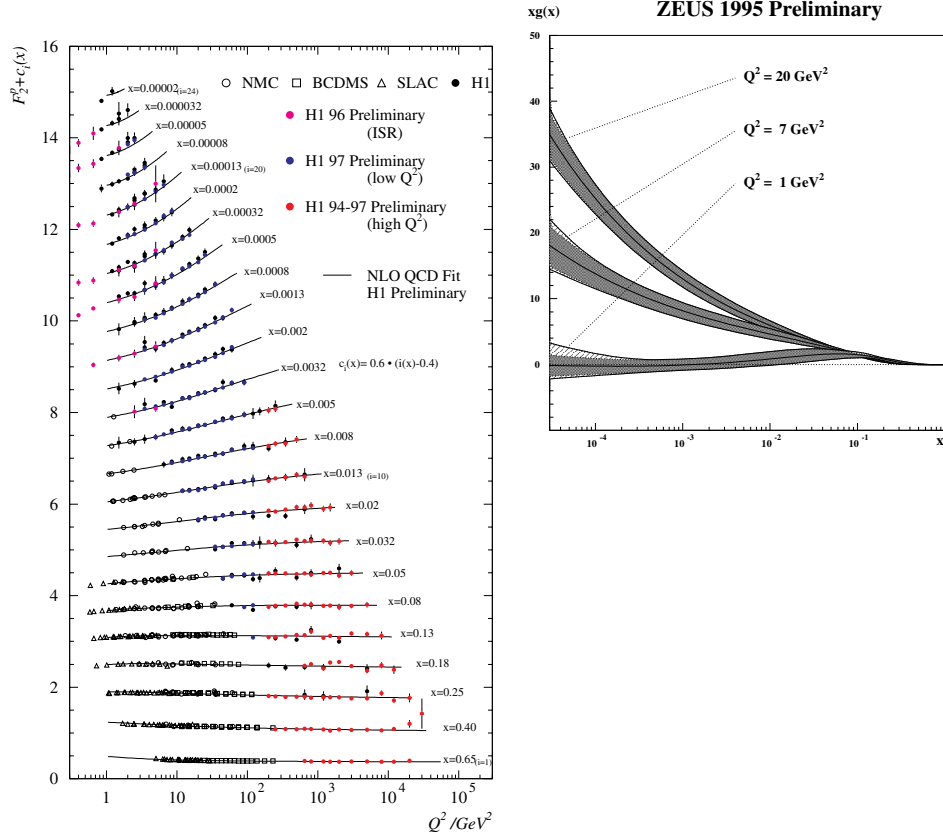 F₂ᵖ+cᵢ(x)
16
14
12
10
8
6
4
2
0
x=0.00002 (i=24)
x=0.000032
x=0.00005
x=0.00008
x=0.00013 (i=20)
x=0.0002
x=0.00032
x=0.0005
x=0.0008
x=0.0013
x=0.002
x=0.0032
x=0.005
x=0.008
x=0.013 (i=10)
x=0.02
x=0.032
x=0.05
x=0.08
x=0.13
x=0.18
x=0.25
x=0.40
x=0.65 (i=1)
NMC BCDMS SLAC H1
H1 96 Preliminary
(ISR)
H1 97 Preliminary
(low Q²)
H1 94-97 Preliminary
(high Q²)
NLO QCD Fit
H1 Preliminary
cᵢ(x)= 0.6 • (i(x)-0.4)
1 10 10² 10³ 10⁴ 10⁵
Q² /GeV²
xg(x) ZEUS 1995 Preliminary
50
40
30
20
10
0
Q² = 20 GeV²
Q² = 7 GeV²
Q² = 1 GeV²
10⁻⁴ 10⁻³ 10⁻² 10⁻¹ x